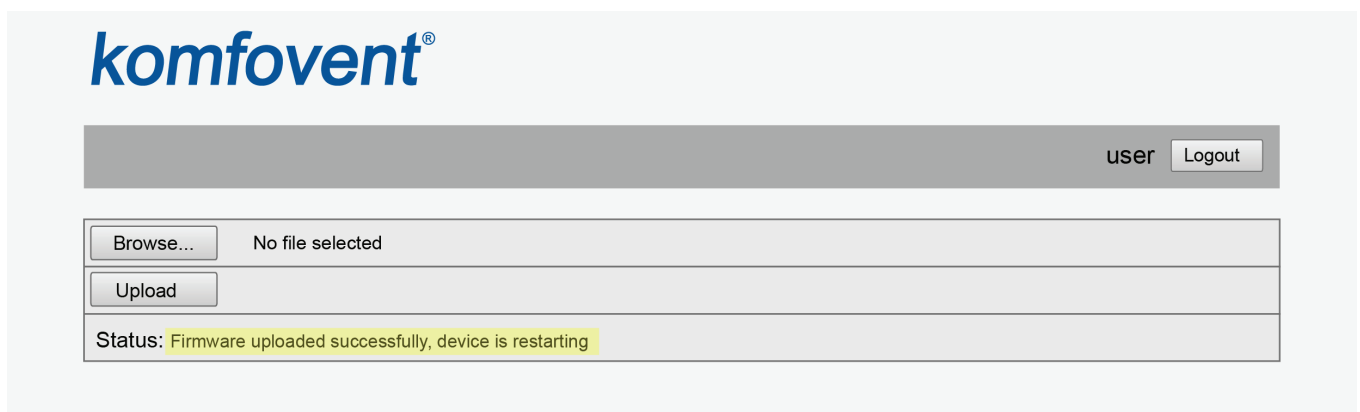 komfovent®
user Logout
Browse... No file selected
Upload
Status: Firmware uploaded successfully, device is restarting